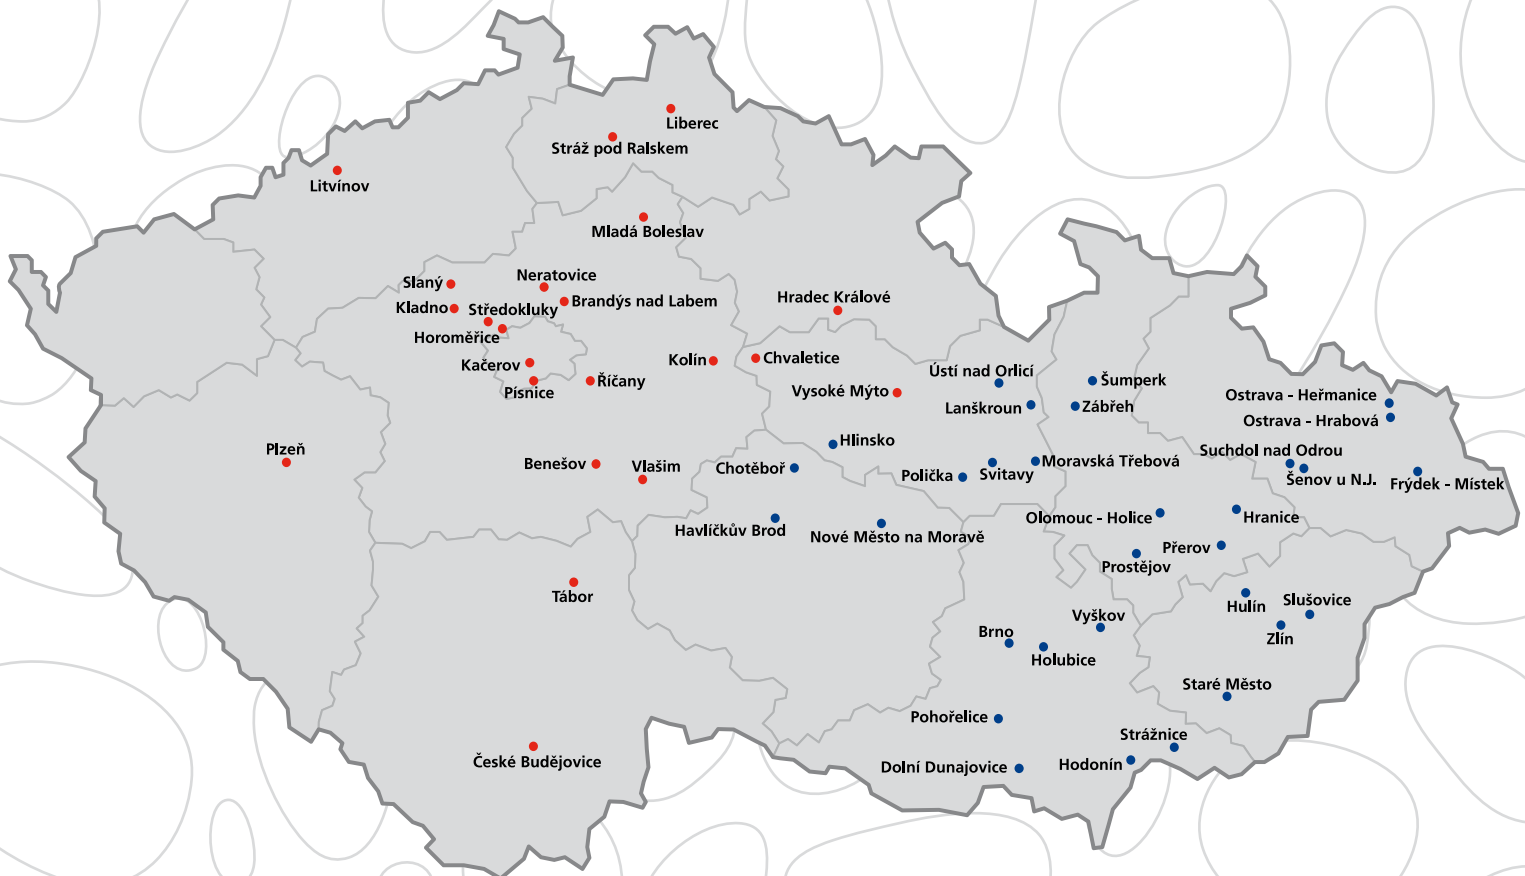 Liberec
Stráž pod Ralskem
Litvínov
Mladá Boleslav
Slaný
Neratovice
Kladno
Středokluky
Brandýs nad Labem
Hradec Králové
Horoměřice
Kačerov
Kolín
Chvaletice
Písnice
Říčany
Vysoké Mýto
Ústí nad Orlicí
Šumperk
Lanškroun
Zábřeh
Ostrava - Heřmanice
Ostrava - Hrabová
Hlinsko
Plzeň
Benešov
Vlašim
Chotěboř
Polička
Svitavy
Moravská Třebová
Suchdol nad Odrou
Šenov u N.J.
Frýdek - Místek
Havlíčkův Brod
Nové Město na Moravě
Olomouc - Holice
Hranice
Přerov
Prostějov
Tábor
Hulín
Slušovice
Vyškov
Brno
Zlín
Holubice
Staré Město
Pohořelice
Strážnice
České Budějovice
Dolní Dunajovice
Hodonín